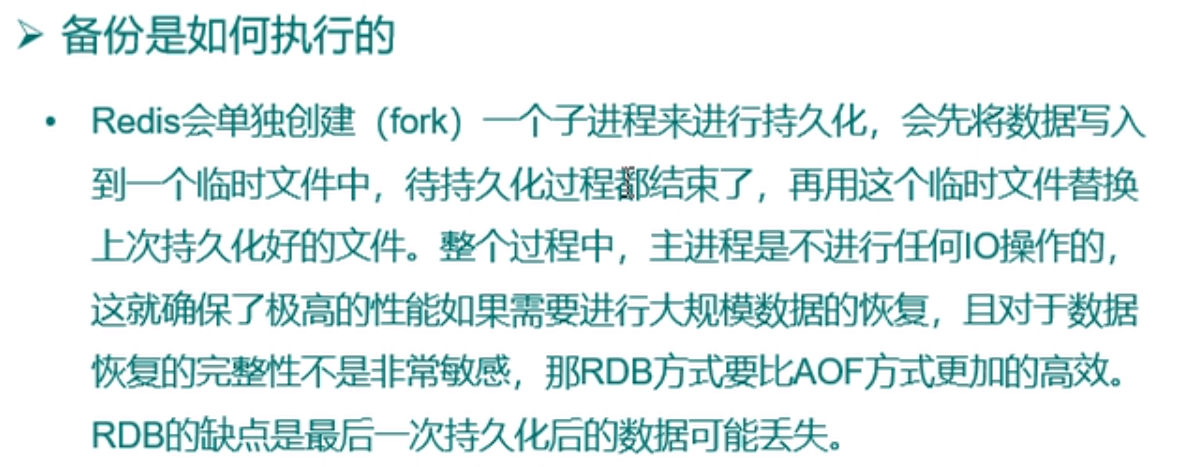 ➢ 备份是如何执行的
• Redis会单独创建（fork）一个子进程来进行持久化，会先将数据写入
到一个临时文件中，待持久化过程都结束了，再用这个临时文件替换
上次持久化好的文件。整个过程中，主进程是不进行任何IO操作的，
这就确保了极高的性能如果需要进行大规模数据的恢复，且对于数据
恢复的完整性不是非常敏感，那RDB方式要比AOF方式更加的高效。
RDB的缺点是最后一次持久化后的数据可能丢失。